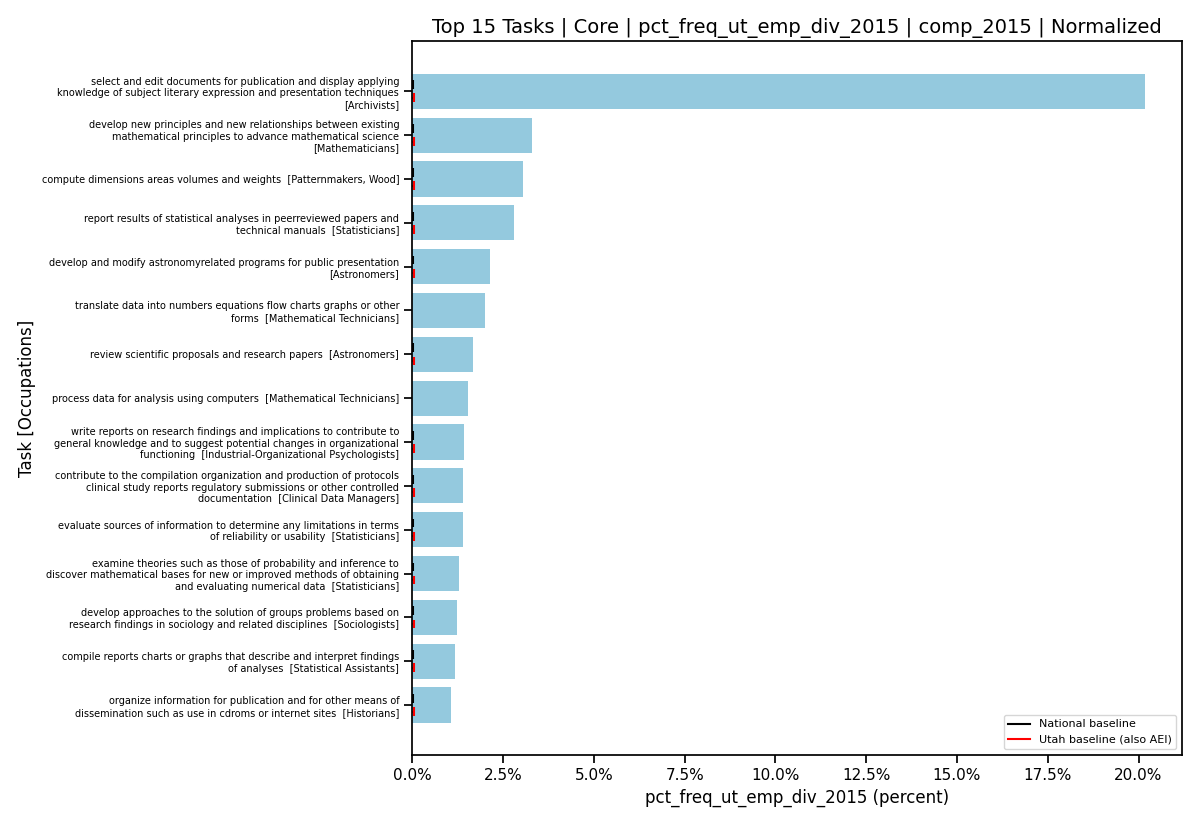 Top 15 Tasks | Core | pct_freq_ut_emp_div_2015 | comp_2015 | Normalized
Task [Occupations]
select and edit documents for publication and display applying
knowledge of subject literary expression and presentation techniques
[Archivists]
develop new principles and new relationships between existing
mathematical principles to advance mathematical science
[Mathematicians]
compute dimensions areas volumes and weights  [Patternmakers, Wood]
report results of statistical analyses in peerreviewed papers and
technical manuals  [Statisticians]
develop and modify astronomyrelated programs for public presentation
[Astronomers]
translate data into numbers equations flow charts graphs or other
forms  [Mathematical Technicians]
review scientific proposals and research papers  [Astronomers]
process data for analysis using computers  [Mathematical Technicians]
write reports on research findings and implications to contribute to
general knowledge and to suggest potential changes in organizational
functioning  [Industrial-Organizational Psychologists]
contribute to the compilation organization and production of protocols
clinical study reports regulatory submissions or other controlled
documentation  [Clinical Data Managers]
evaluate sources of information to determine any limitations in terms
of reliability or usability  [Statisticians]
examine theories such as those of probability and inference to
discover mathematical bases for new or improved methods of obtaining
and evaluating numerical data  [Statisticians]
develop approaches to the solution of groups problems based on
research findings in sociology and related disciplines  [Sociologists]
compile reports charts or graphs that describe and interpret findings
of analyses  [Statistical Assistants]
organize information for publication and for other means of
dissemination such as use in cdroms or internet sites  [Historians]
National baseline
Utah baseline (also AEI)
0.0% 2.5% 5.0% 7.5% 10.0% 12.5% 15.0% 17.5% 20.0%
pct_freq_ut_emp_div_2015 (percent)